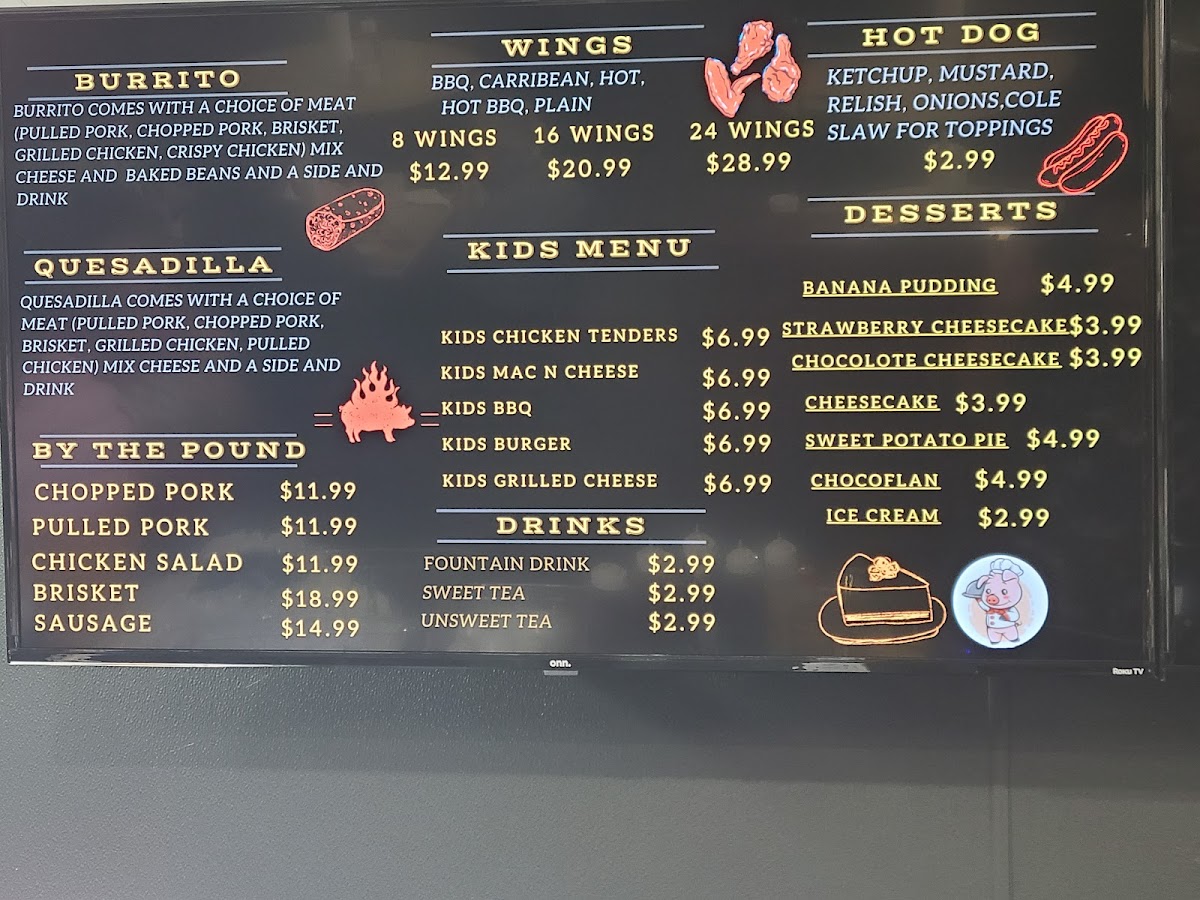 BURRITO
BURRITO COMES WITH A CHOICE OF MEAT
(PULLED PORK, CHOPPED PORK, BRISKET,
GRILLED CHICKEN, CRISPY CHICKEN) MIX
CHEESE AND BAKED BEANS AND A SIDE AND
DRINK
QUESADILLA
QUESADILLA COMES WITH A CHOICE OF
MEAT (PULLED PORK, CHOPPED PORK,
BRISKET, GRILLED CHICKEN, PULLED
CHICKEN) MIX CHEESE AND A SIDE AND
DRINK
BY THE POUND
CHOPPED PORK $11.99
PULLED PORK $11.99
CHICKEN SALAD $11.99
BRISKET $18.99
SAUSAGE $14.99
WINGS
BBQ, CARRIBEAN, HOT,
HOT BBQ, PLAIN
8 WINGS 16 WINGS 24 WINGS
$12.99 $20.99 $28.99
KIDS MENU
KIDS CHICKEN TENDERS $6.99
KIDS MAC N CHEESE $6.99
KIDS BBQ $6.99
KIDS BURGER $6.99
KIDS GRILLED CHEESE $6.99
DRINKS
FOUNTAIN DRINK $2.99
SWEET TEA $2.99
UNSWEET TEA $2.99
HOT DOG
KETCHUP, MUSTARD,
RELISH, ONIONS,COLE
SLAW FOR TOPPINGS
$2.99
DESSERTS
BANANA PUDDING $4.99
STRAWBERRY CHEESECAKE $3.99
CHOCOLOTE CHEESECAKE $3.99
CHEESECAKE $3.99
SWEET POTATO PIE $4.99
CHOCOFLAN $4.99
ICE CREAM $2.99
onn.
Roku TV